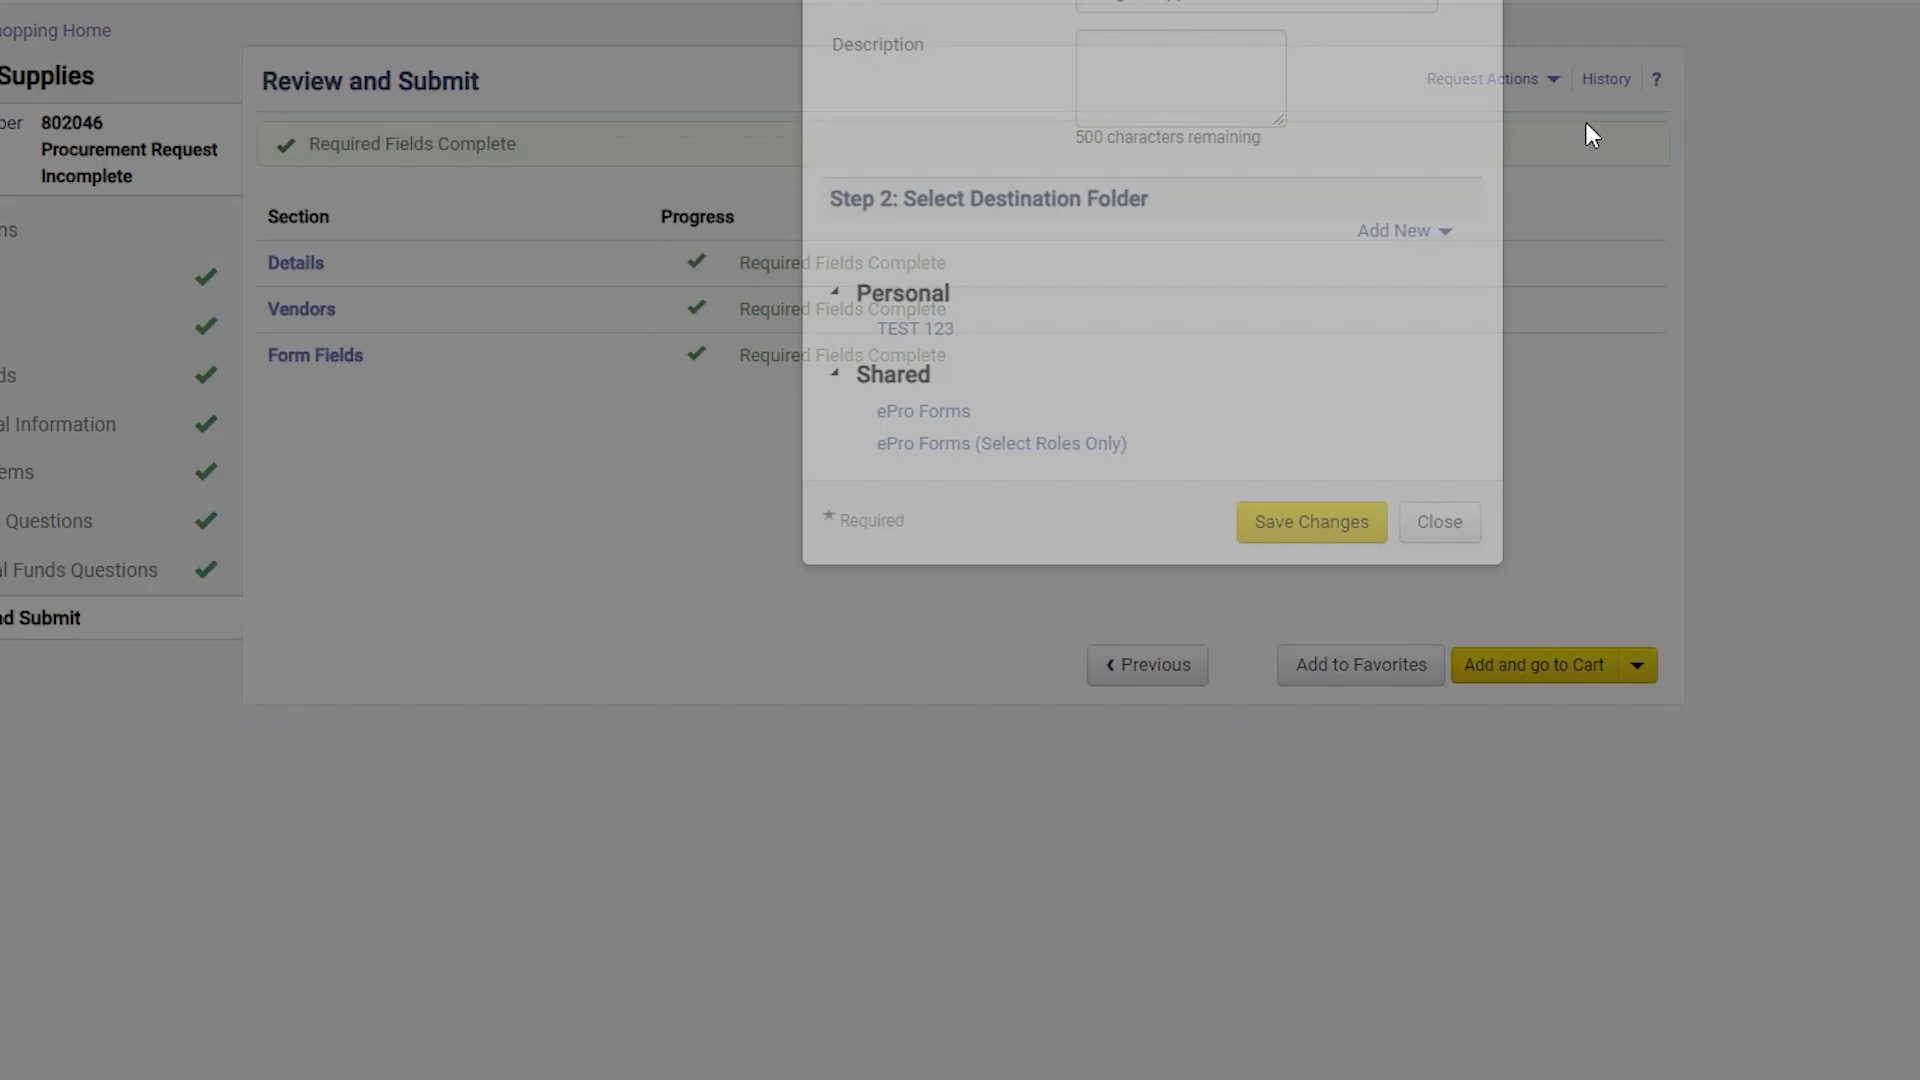 opping Home
Supplies
ber 802046
Procurement Request
Incomplete
ns
ds
al Information
ems
Questions
al Funds Questions
nd Submit
Review and Submit
Request Actions History ?
Required Fields Complete
Section Progress
Details Required Fields Complete
Vendors Required Fields Complete
Form Fields Required Fields Complete
Description
500 characters remaining
Step 2: Select Destination Folder
Add New
Personal
TEST 123
Shared
ePro Forms
ePro Forms (Select Roles Only)
* Required
Save Changes Close
Previous Add to Favorites Add and go to Cart